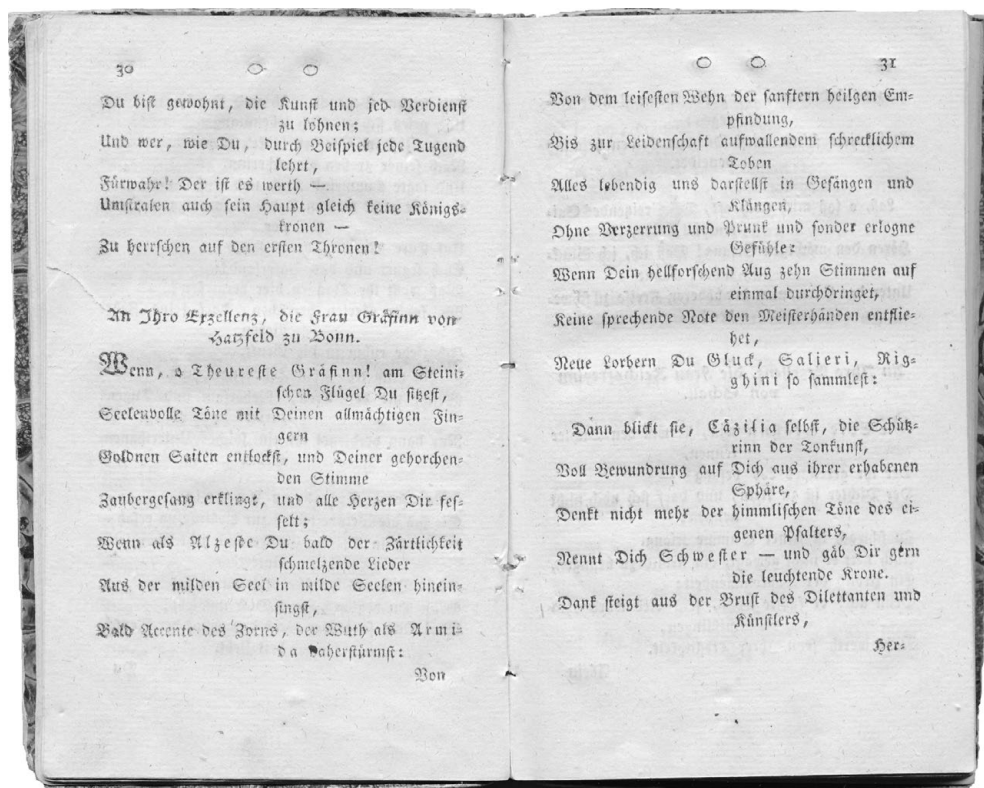 30
Du bist gewohnt, die Kunst und jed Verdienst
zu lohnen;
Und wer, wie Du, durch Beispiel jede Tugend
lehrt,
Fürwahr! Der ist es werth —
Umstralen auch sein Haupt gleich keine Königs-
kronen —
Zu herrschen auf den ersten Thronen!
An Ihro Exzellenz, die Frau Gräfinn von
Hatzfeld zu Bonn.
Wenn, o Theureste Gräfinn! am Steini-
schen Flügel Du sitzest,
Seelenvolle Töne mit Deinen allmächtigen Fin-
gern
Goldnen Saiten entlockst, und Deiner gehorchen-
den Stimme
Zaubergesang erklingt, und alle Herzen Dir fes-
selt;
Wenn als Alzeste Du bald der Zärtlichkeit
schmelzende Lieder
Aus der milden Seel in milde Seelen hinein-
singst,
Bald Accente des Zorns, der Wuth als Armi-
da daherstürmst:
Von
31
Von dem leisesten Wehn der sanftern heilgen Em-
pfindung,
Bis zur Leidenschaft aufwallendem schrecklichem
Toben
Alles lebendig uns darstellst in Gesängen und
Klängen,
Ohne Verzerrung und Prunk und sonder erlogne
Gefühle:
Wenn Dein hellforschend Aug zehn Stimmen auf
einmal durchdringet,
Keine sprechende Note den Meisterhänden entflie-
het,
Neue Lorbern Du Gluck, Salieri, Rig-
ghini so sammlest:
Dann blickt sie, Cäzilia selbst, die Schütz-
rinn der Tonkunst,
Voll Bewundrung auf Dich aus ihrer erhabenen
Sphäre,
Denkt nicht mehr der himmlischen Töne des ei-
genen Psalters,
Nennt Dich Schwester — und gäb Dir gern
die leuchtende Krone.
Dank steigt aus der Brust des Dilettanten und
Künstlers,
Her-